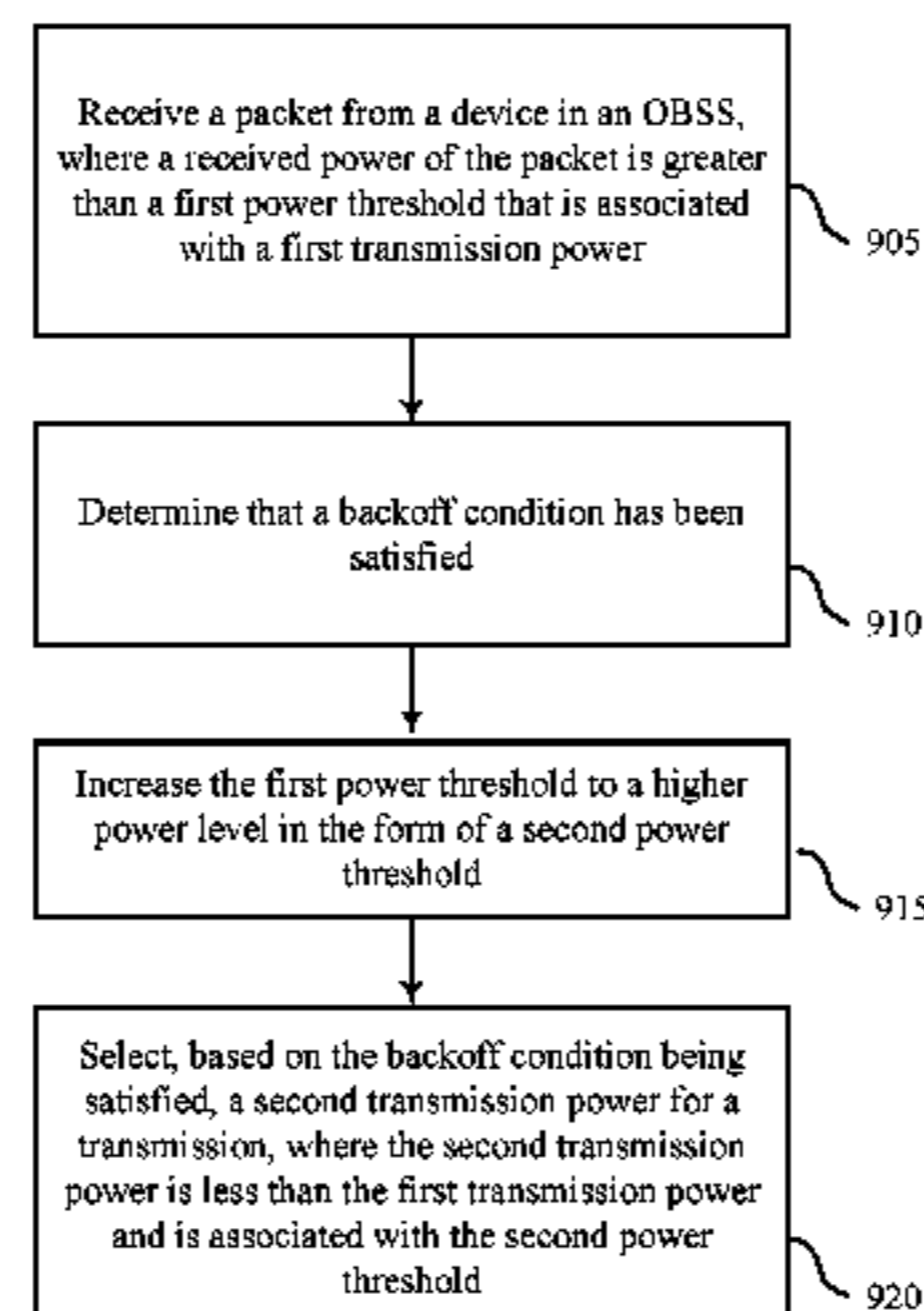 Receive a packet from a device in an OBSS,
where a received power of the packet is greater
than a first power threshold that is associated
with a first transmission power
905
Determine that a backoff condition has been
satisfied
910
Increase the first power threshold to a higher
power level in the form of a second power
threshold
915
Select, based on the backoff condition being
satisfied, a second transmission power for a
transmission, where the second transmission
power is less than the first transmission power
and is associated with the second power
threshold
920